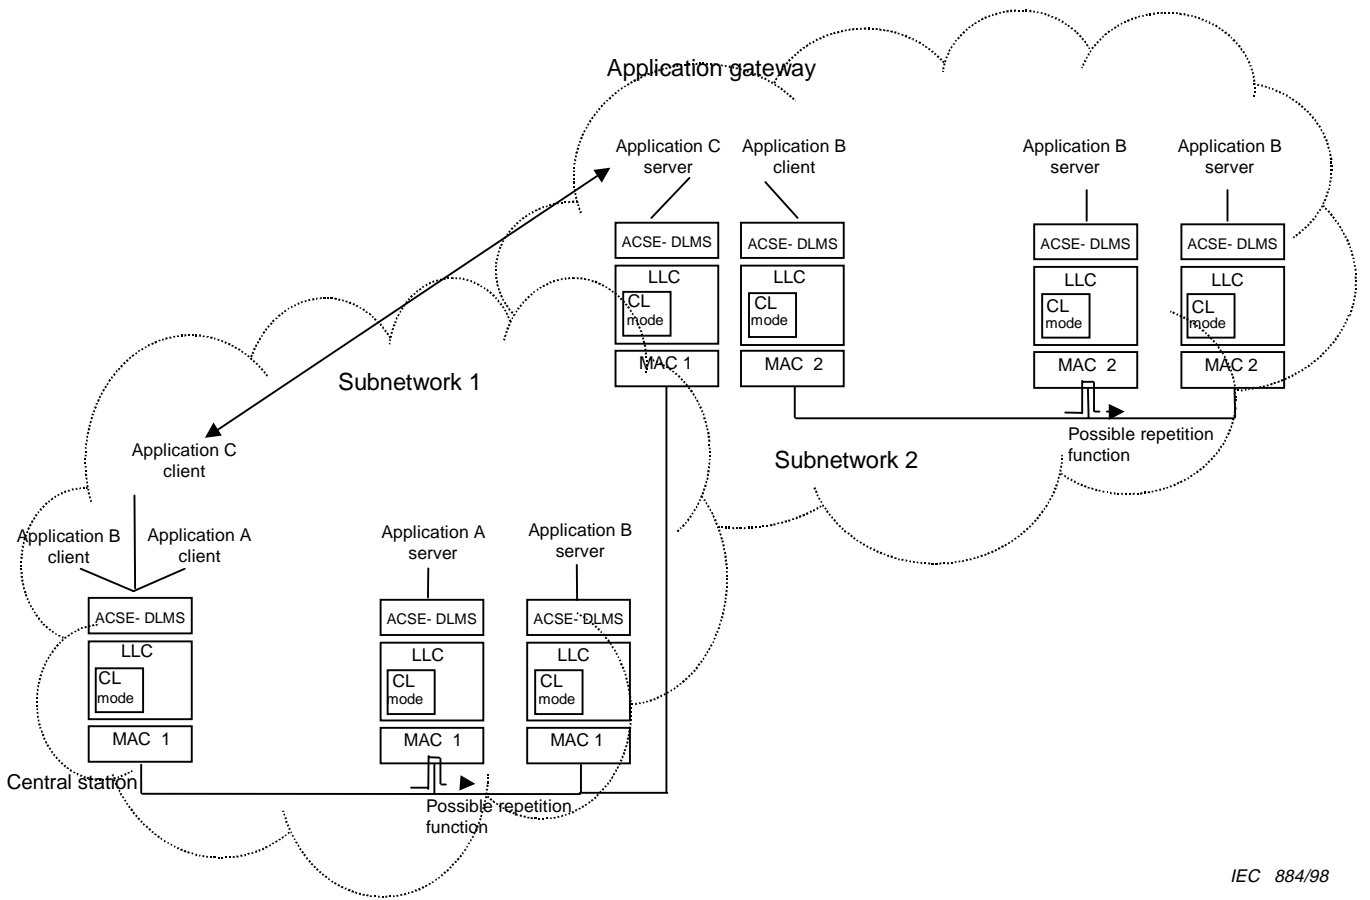 Application gateway
Application C
server
Application B
client
Application B
server
Application B
server
ACSE- DLMS
LLC
CL
mode
MAC 1
ACSE- DLMS
LLC
CL
mode
MAC 2
ACSE- DLMS
LLC
CL
mode
MAC 2
ACSE- DLMS
LLC
CL
mode
MAC 2
Possible repetition
function
Subnetwork 2
Subnetwork 1
Application C
client
Application B
client
Application A
client
Application A
server
Application B
server
ACSE- DLMS
LLC
CL
mode
MAC 1
ACSE- DLMS
LLC
CL
mode
MAC 1
ACSE- DLMS
LLC
CL
mode
MAC 1
Central station
Possible repetition
function
IEC 884/98